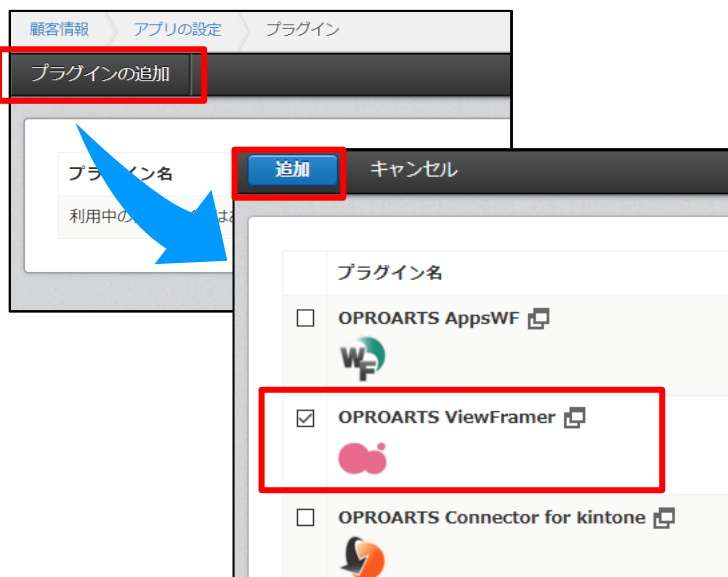 顧客情報 アプリの設定 プラグイン
プラグインの追加
プラ イン名
利用中の
追加 キャンセル
プラグイン名
OPROARTS AppsWF
WF
OPROARTS ViewFramer
OPROARTS Connector for kintone